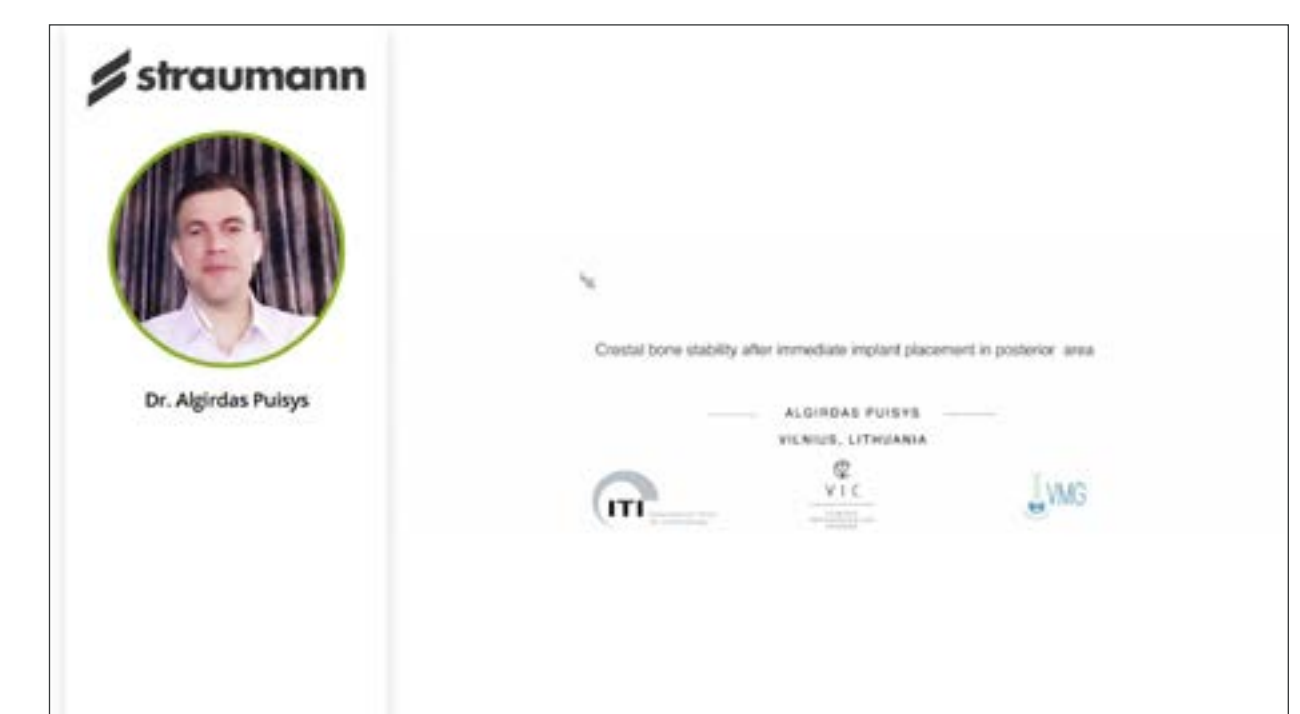 straumann
Dr. Algirdas Puisys
Crestal bone stability after immediate implant placement in posterior area
ALGIRDAS PUISYS
VILNIUS, LITHUANIA
ITI
VIC
VMG